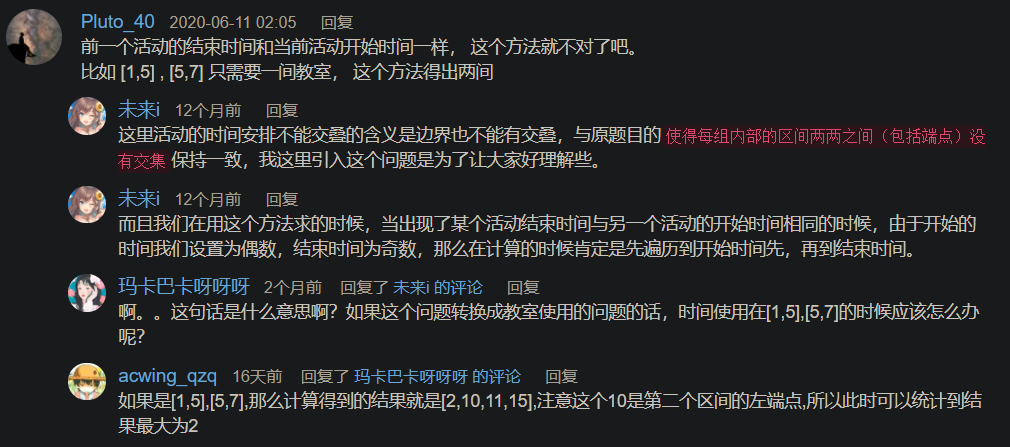 Pluto_40 2020-06-11 02:05 回复
前一个活动的结束时间和当前活动开始时间一样， 这个方法就不对了吧。
比如 [1,5] , [5,7] 只需要一间教室， 这个方法得出两间
未来i 12个月前 回复
这里活动的时间安排不能交叠的含义是边界也不能有交叠，与原题目的 使得每组内部的区间两两之间（包括端点）没
有交集 保持一致，我这里引入这个问题是为了让大家好理解些。
未来i 12个月前 回复
而且我们在用这个方法求的时候，当出现了某个活动结束时间与另一个活动的开始时间相同的时候，由于开始的
时间我们设置为偶数，结束时间为奇数，那么在计算的时候肯定是先遍历到开始时间先，再到结束时间。
玛卡巴卡呀呀呀 2个月前 回复了 未来i 的评论 回复
啊。。这句话是什么意思啊？如果这个问题转换成教室使用的问题的话，时间使用在[1,5],[5,7]的时候应该怎么办
呢？
acwing_qzq 16天前 回复了 玛卡巴卡呀呀呀 的评论 回复
如果是[1,5],[5,7],那么计算得到的结果就是[2,10,11,15],注意这个10是第二个区间的左端点,所以此时可以统计到结
果最大为2